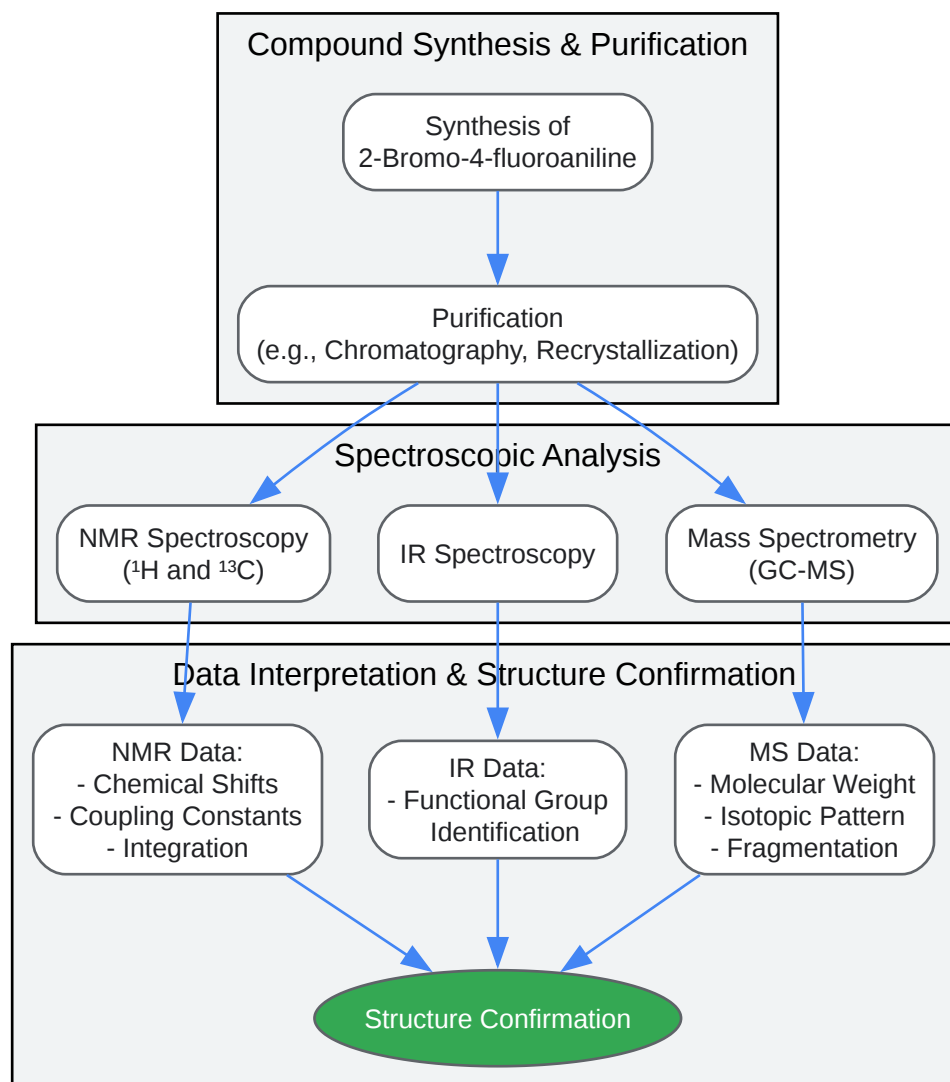 Compound Synthesis & Purification
Synthesis of
2-Bromo-4-fluoroaniline
Purification
(e.g., Chromatography, Recrystallization)
Spectroscopic Analysis
NMR Spectroscopy
(¹H and ¹³C)
IR Spectroscopy
Mass Spectrometry
(GC-MS)
Data Interpretation & Structure Confirmation
NMR Data:
- Chemical Shifts
- Coupling Constants
- Integration
IR Data:
- Functional Group
Identification
MS Data:
- Molecular Weight
- Isotopic Pattern
- Fragmentation
Structure Confirmation